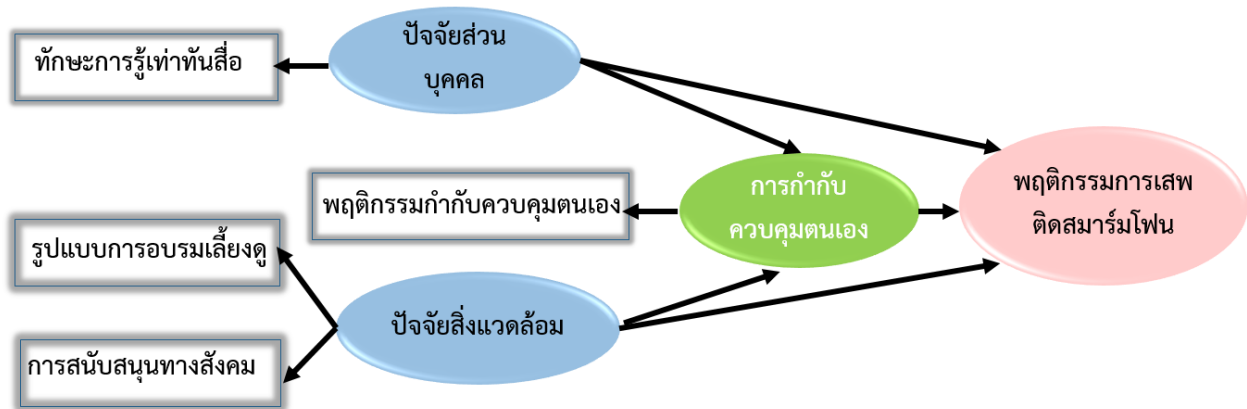 ปัจจัยส่วน
บุคคล
ทักษะการรู้เท่าทันสื่อ
การกำกับ
ควบคุมตนเอง
พฤติกรรมการเสพ
ติดสมาร์มโฟน
พฤติกรรมกำกับควบคุมตนเอง
รูปแบบการอบรมเลี้ยงดู
ปัจจัยสิ่งแวดล้อม
การสนับสนุนทางสังคม